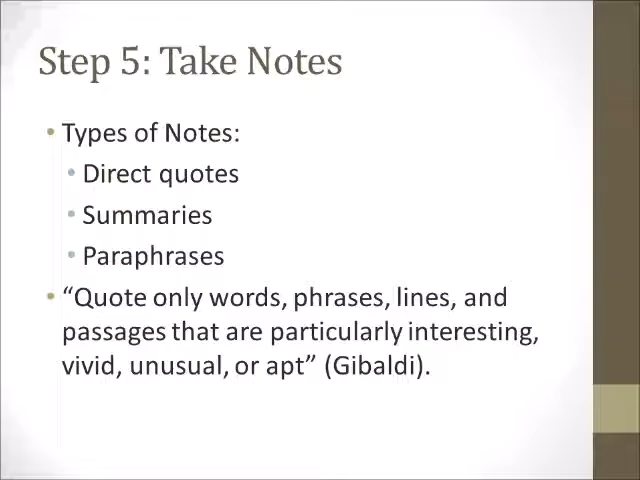 Step 5: Take Notes
• Types of Notes:
• Direct quotes
• Summaries
• Paraphrases
• “Quote only words, phrases, lines, and
passages that are particularly interesting,
vivid, unusual, or apt” (Gibaldi).